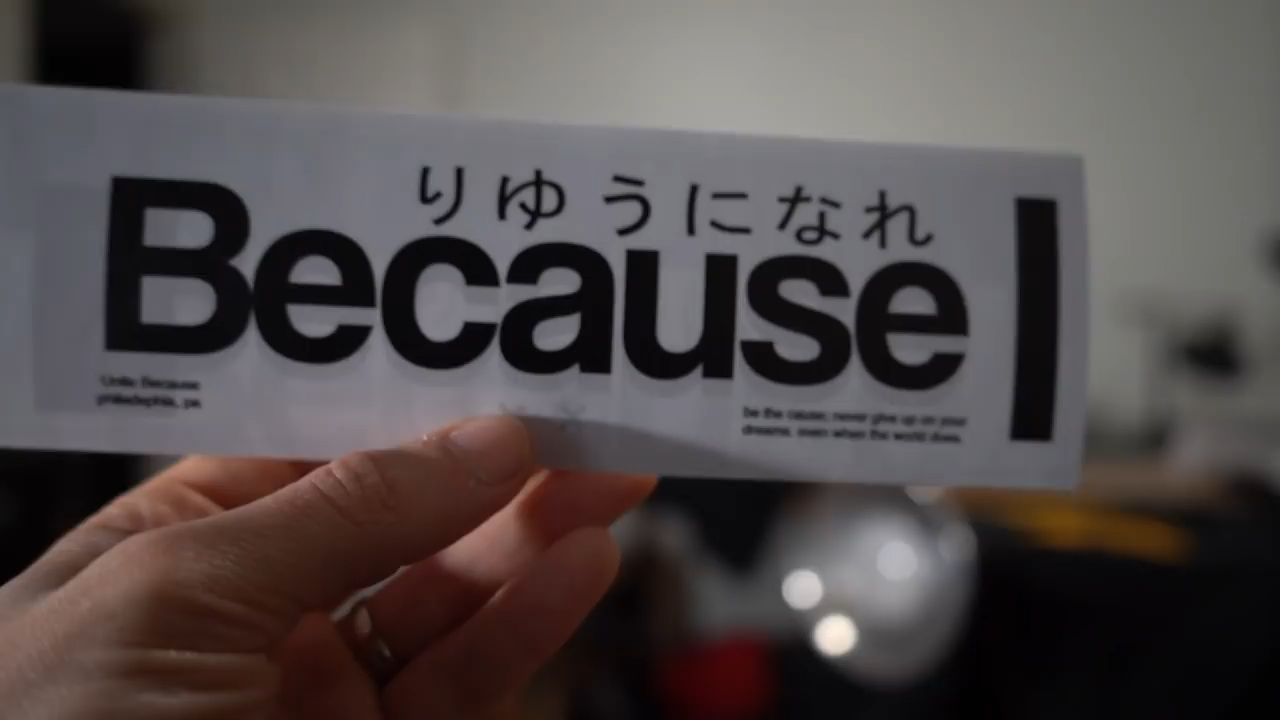 りゆうになれ
Because
Unite Because
philadelphia, pa
be the cause; never give up on your
dreams. even when the world does.